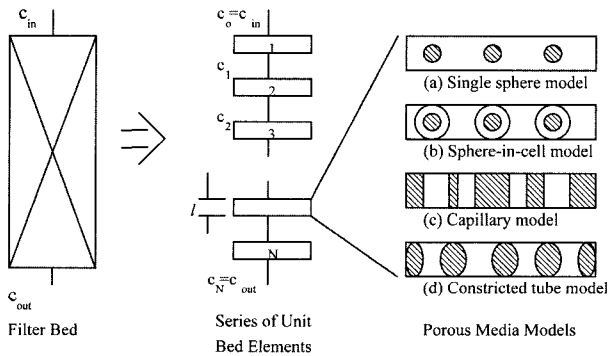 c_in
c_out
Filter Bed
c_o=c_in
1
c_1
2
c_2
3
l
N
c_N=c_out
Series of Unit
Bed Elements
(a) Single sphere model
(b) Sphere-in-cell model
(c) Capillary model
(d) Constricted tube model
Porous Media Models